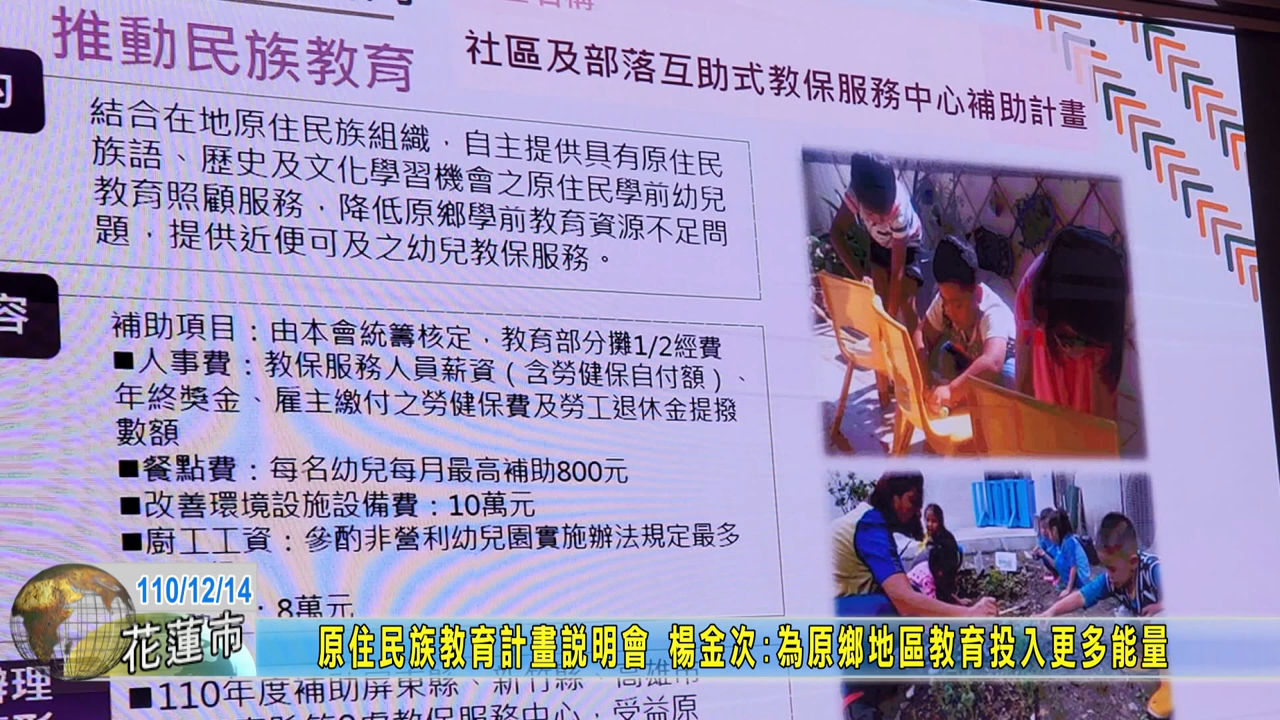 推動民族教育
社區及部落互助式教保服務中心補助計畫
結合在地原住民族組織，自主提供具有原住民
族語、歷史及文化學習機會之原住民學前幼兒
教育照顧服務，降低原鄉學前教育資源不足問
題，提供近便可及之幼兒教保服務。
容
補助項目：由本會統籌核定，教育部分攤1/2經費
■人事費：教保服務人員薪資（含勞健保自付額）、
年終獎金、雇主繳付之勞健保費及勞工退休金提撥
數額
■餐點費：每名幼兒每月最高補助800元
■改善環境設施設備費：10萬元
■廚工工資：參酌非營利幼兒園實施辦法規定最多
：8萬元
110/12/14
花蓮市
原住民族教育計畫說明會 楊金次:為原鄉地區教育投入更多能量
辦理
■110年度補助屏東縣、新竹縣、高雄市
教保服務中心，受益原